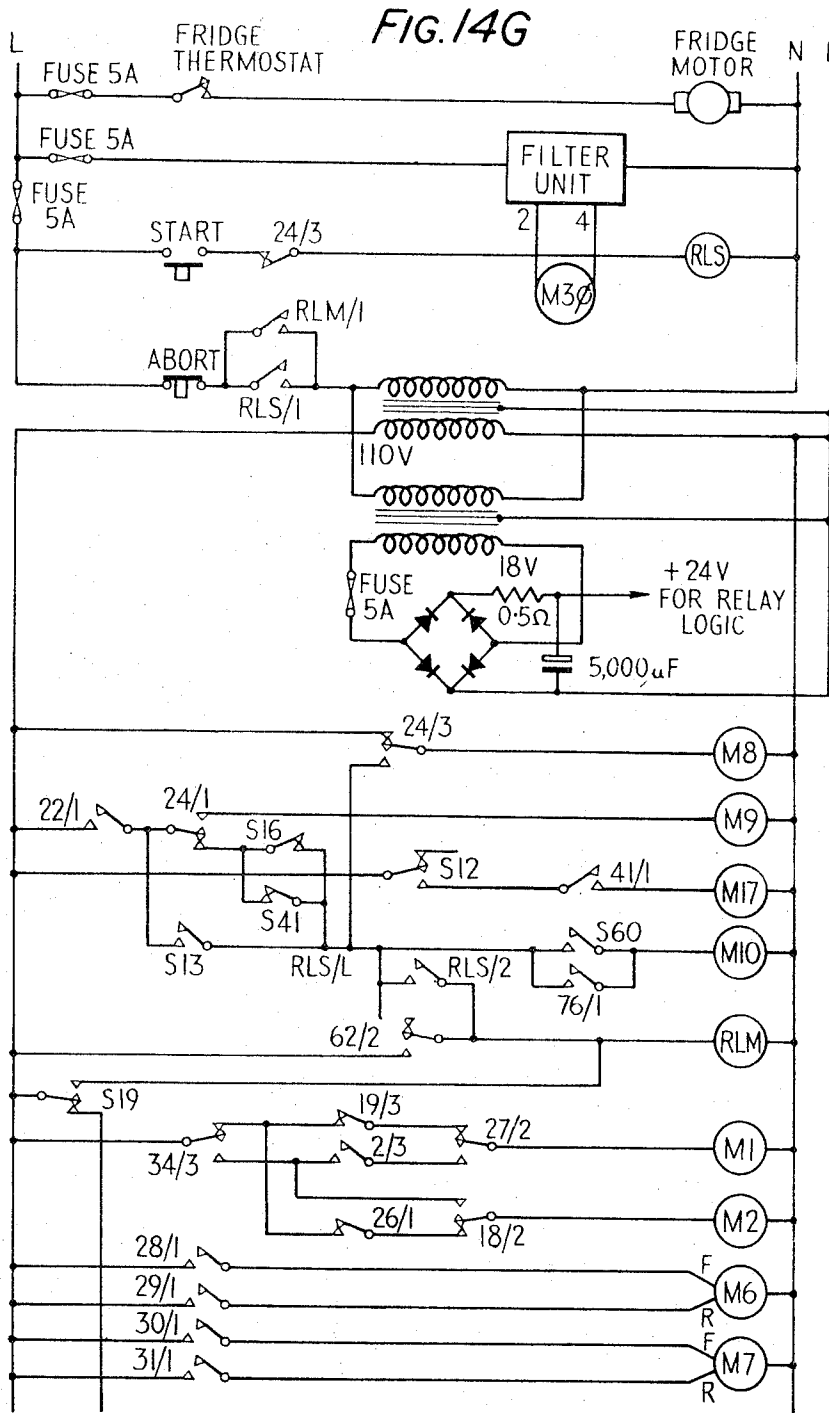 FIG.14G
L
FRIDGE
THERMOSTAT
FRIDGE
MOTOR
N
FUSE 5A
FUSE 5A
FILTER
UNIT
FUSE
5A
2
4
START
24/3
RLS
M3ø
RLM/1
ABORT
RLS/1
110V
18V
FUSE
5A
0·5Ω
+24V
FOR RELAY
LOGIC
5,000uF
24/3
M8
22/1
24/1
M9
S16
S12
41/1
M17
S41
S60
M10
S13
RLS/L
RLS/2
76/1
62/2
RLM
S19
19/3
27/2
M1
34/3
2/3
26/1
18/2
M2
28/1
F
29/1
M6
R
30/1
F
31/1
M7
R